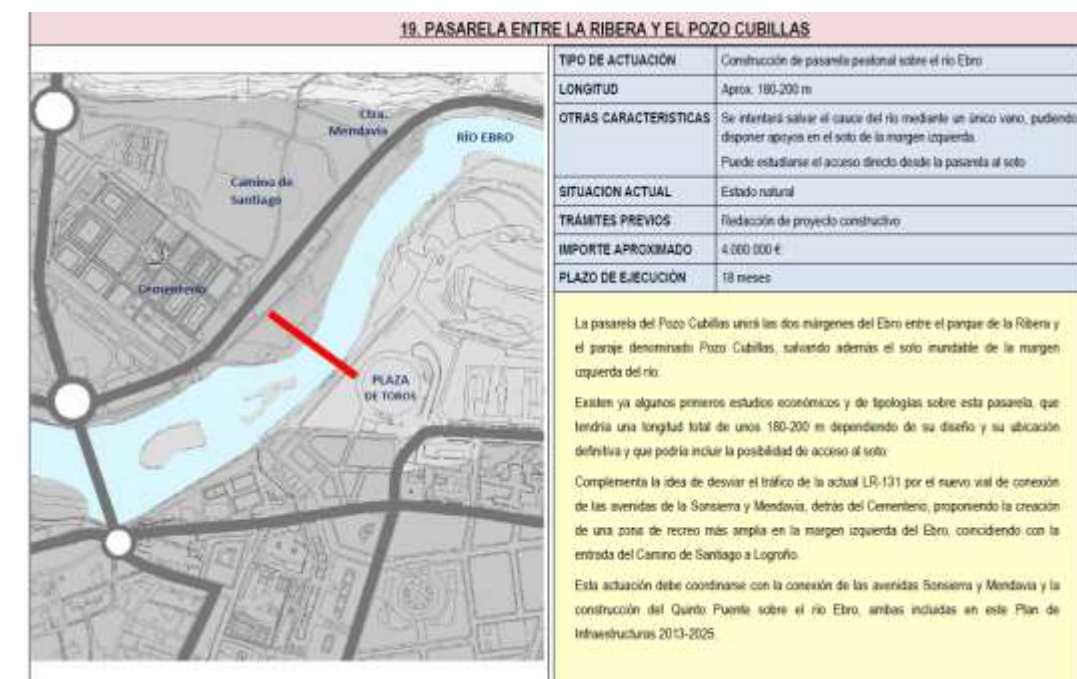 19. PASARELA ENTRE LA RIBERA Y EL POZO CUBILLAS
Ctra.
Mendavia
RÍO EBRO
Camino de
Santiago
Cementerio
PLAZA
DE TOROS
TIPO DE ACTUACIÓN Construcción de pasarela peatonal sobre el río Ebro
LONGITUD Aprox. 180-200 m
OTRAS CARACTERISTICAS Se intentará salvar el cauce del río mediante un único vano, pudiendo
disponer apoyos en el soto de la margen izquierda.
Puede estudiarse el acceso directo desde la pasarela al soto
SITUACION ACTUAL Estado natural
TRÁMITES PREVIOS Redacción de proyecto constructivo
IMPORTE APROXIMADO 4.000.000 €
PLAZO DE EJECUCIÓN 18 meses
La pasarela del Pozo Cubillas unirá las dos márgenes del Ebro entre el parque de la Ribera y
el paraje denominado Pozo Cubillas, salvando además el soto inundable de la margen
izquierda del río.
Existen ya algunos primeros estudios económicos y de tipologías sobre esta pasarela, que
tendría una longitud total de unos 180-200 m dependiendo de su diseño y su ubicación
definitiva y que podría incluir la posibilidad de acceso al soto.
Complementa la idea de desviar el tráfico de la actual LR-131 por el nuevo vial de conexión
de las avenidas de la Sonsierra y Mendavia, detrás del Cementerio, proponiendo la creación
de una zona de recreo más amplia en la margen izquierda del Ebro, coincidiendo con la
entrada del Camino de Santiago a Logroño.
Esta actuación debe coordinarse con la conexión de las avenidas Sonsierra y Mendavia y la
construcción del Quinto Puente sobre el río Ebro, ambas incluidas en este Plan de
Infraestructuras 2013-2025.